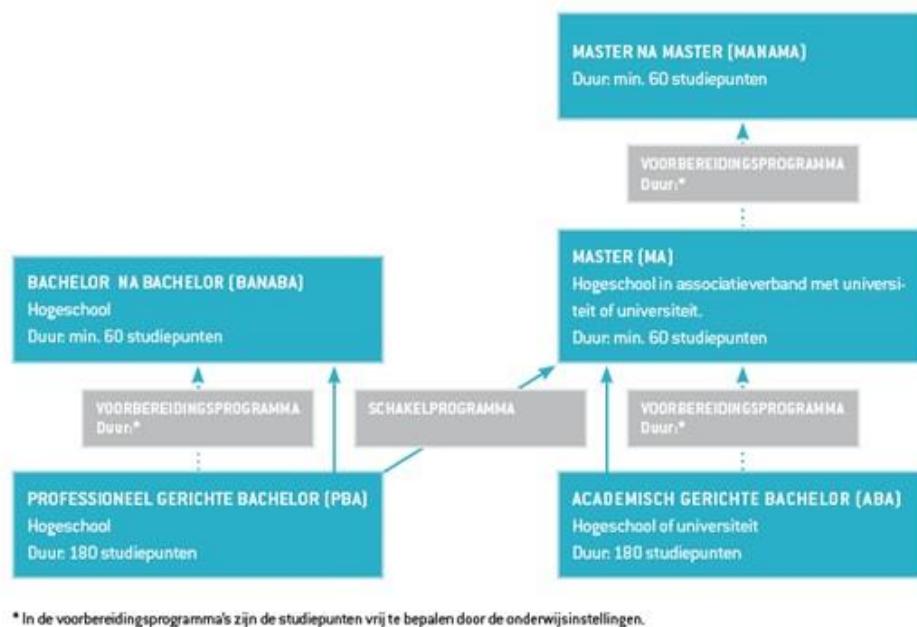 MASTER NA MASTER (MANAMA)
Duur: min. 60 studiepunten
VOORBEREIDINGSPROGRAMMA
Duur:*
BACHELOR NA BACHELOR (BANABA)
Hogeschool
Duur: min. 60 studiepunten
MASTER (MA)
Hogeschool in associatieverband met universi-
teit of universiteit.
Duur: min. 60 studiepunten
VOORBEREIDINGSPROGRAMMA
Duur:*
SCHAKELPROGRAMMA
VOORBEREIDINGSPROGRAMMA
Duur:*
PROFESSIONEEL GERICHTE BACHELOR (PBA)
Hogeschool
Duur: 180 studiepunten
ACADEMISCH GERICHTE BACHELOR (ABA)
Hogeschool of universiteit
Duur: 180 studiepunten
* In de voorbereidingsprogramma's zijn de studiepunten vrij te bepalen door de onderwijsinstellingen.